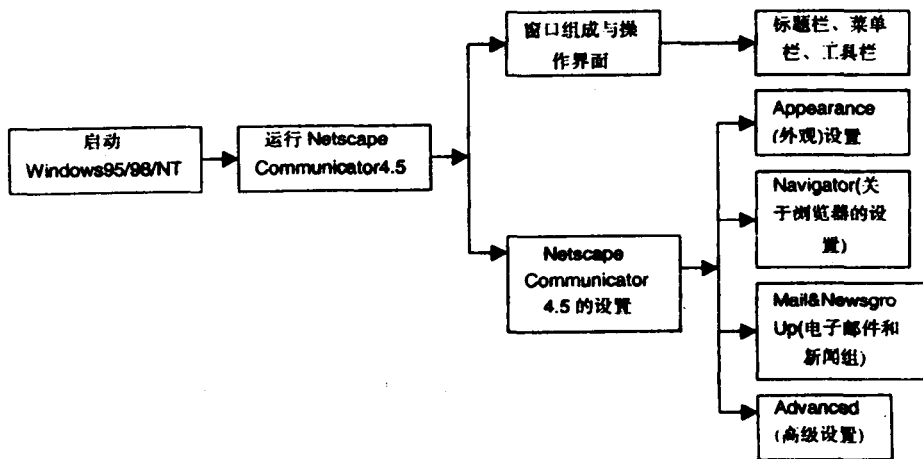 启动
Windows95/98/NT
运行 Netscape
Communicator4.5
窗口组成与操
作界面
标题栏、菜单
栏、工具栏
Netscape
Communicator
4.5 的设置
Appearance
(外观)设置
Navigator(关
于浏览器的设
置)
Mail&Newsgro
Up(电子邮件和
新闻组)
Advanced
(高级设置)